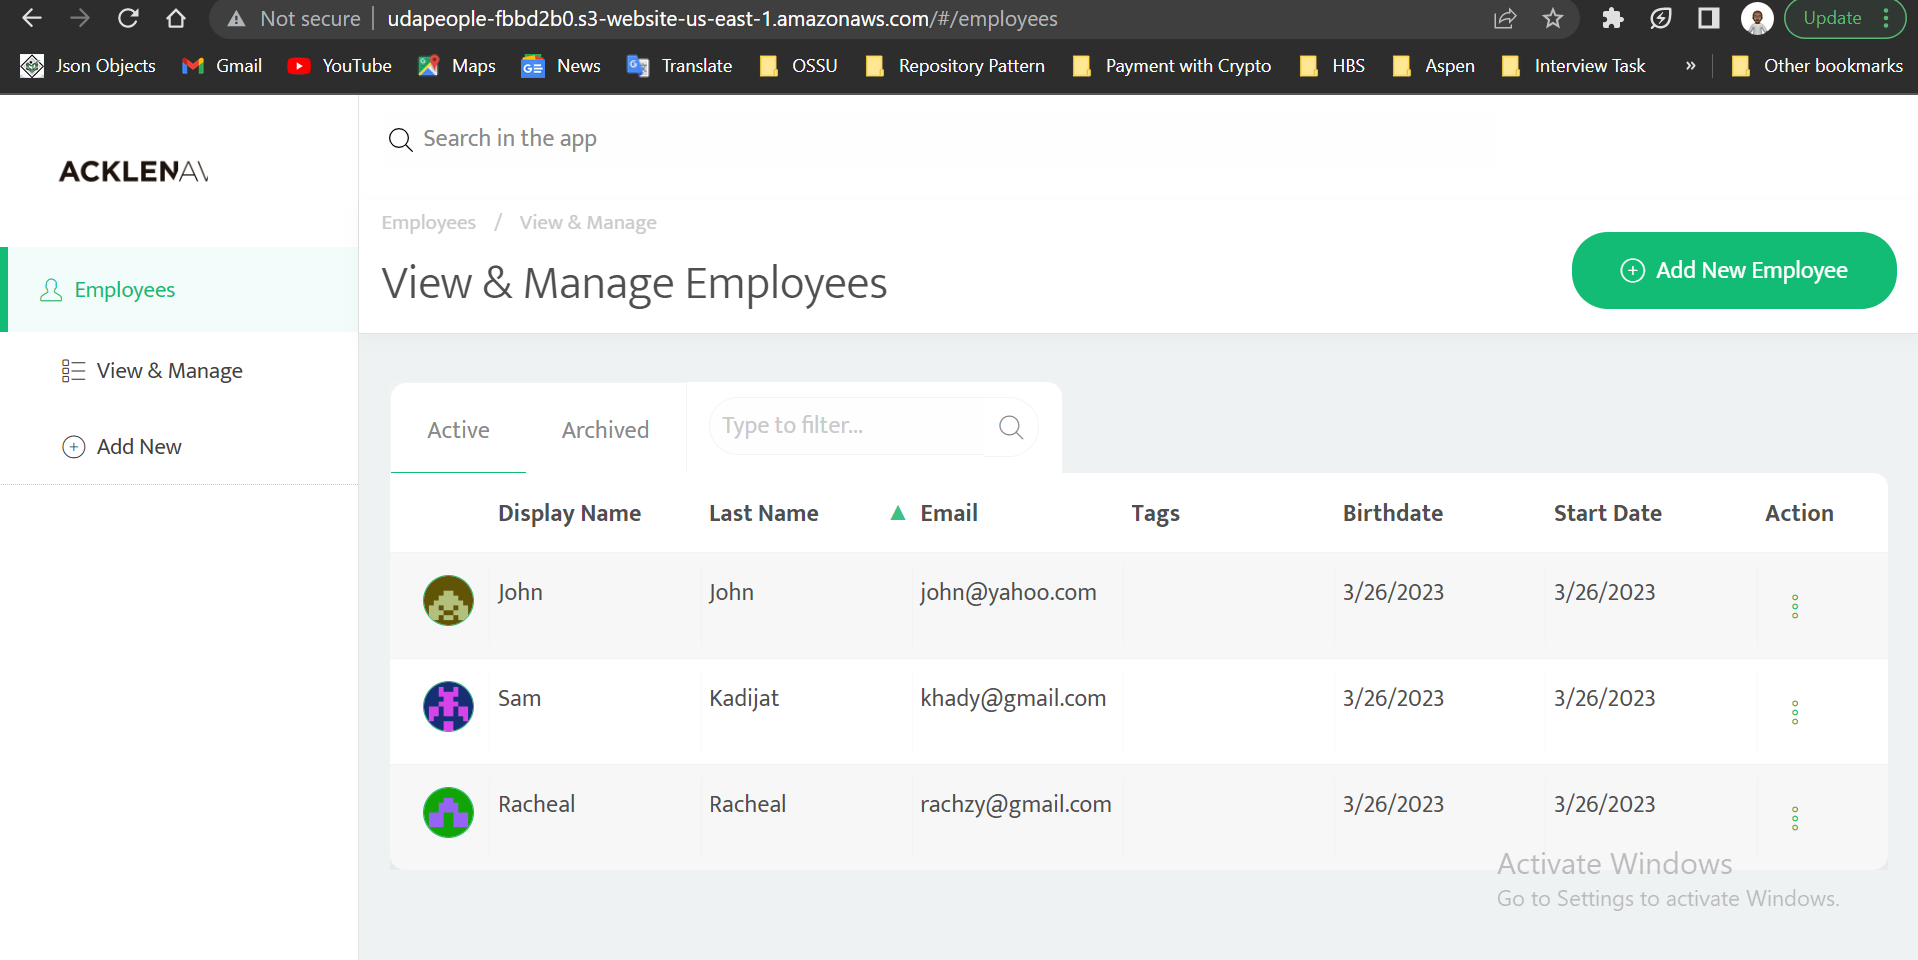 Not secure | udapeople-fbbd2b0.s3-website-us-east-1.amazonaws.com/#/employees Update
Json Objects Gmail YouTube Maps News Translate OSSU Repository Pattern Payment with Crypto HBS Aspen Interview Task » Other bookmarks
ACKLENAV
Search in the app
Employees / View & Manage
View & Manage Employees
Add New Employee
Employees
View & Manage
Add New
Active Archived Type to filter...
Display Name Last Name Email Tags Birthdate Start Date Action
John John john@yahoo.com 3/26/2023 3/26/2023
Sam Kadijat khady@gmail.com 3/26/2023 3/26/2023
Racheal Racheal rachzy@gmail.com 3/26/2023 3/26/2023
Activate Windows
Go to Settings to activate Windows.